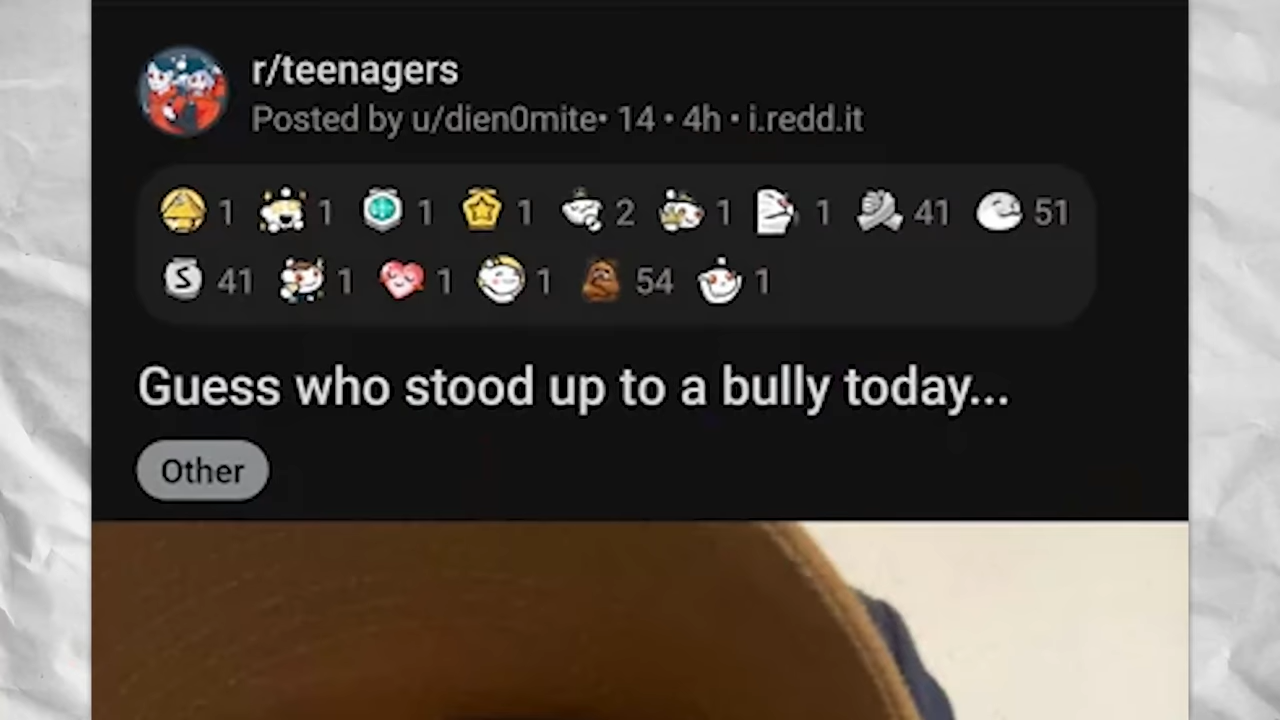 r/teenagers
Posted by u/dien0mite• 14 • 4h • i.redd.it
1 1 1 1 2 1 1 41 51
S 41 1 1 1 54 1
Guess who stood up to a bully today...
Other